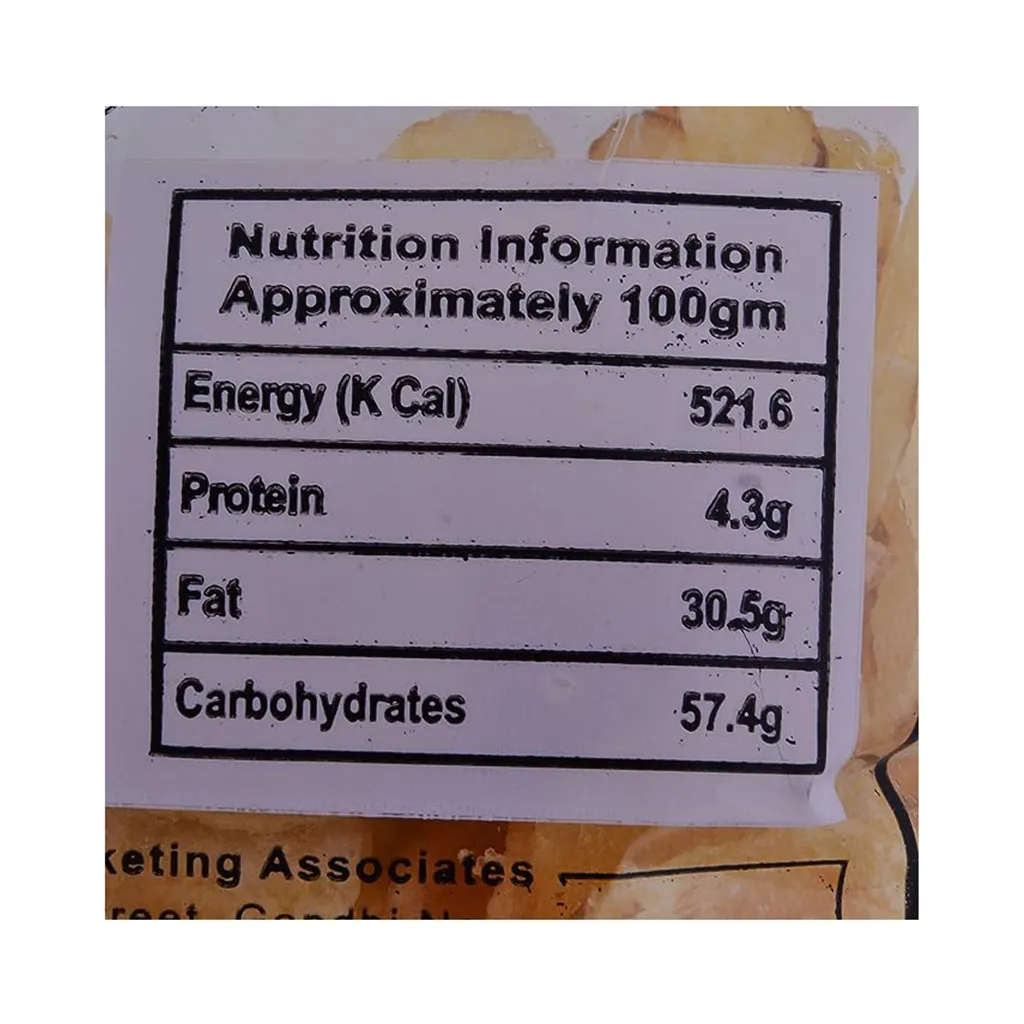 Nutrition Information
Approximately 100gm
Energy (K Cal) 521.6
Protein 4.3g
Fat 30.5g
Carbohydrates 57.4g
keting Associates